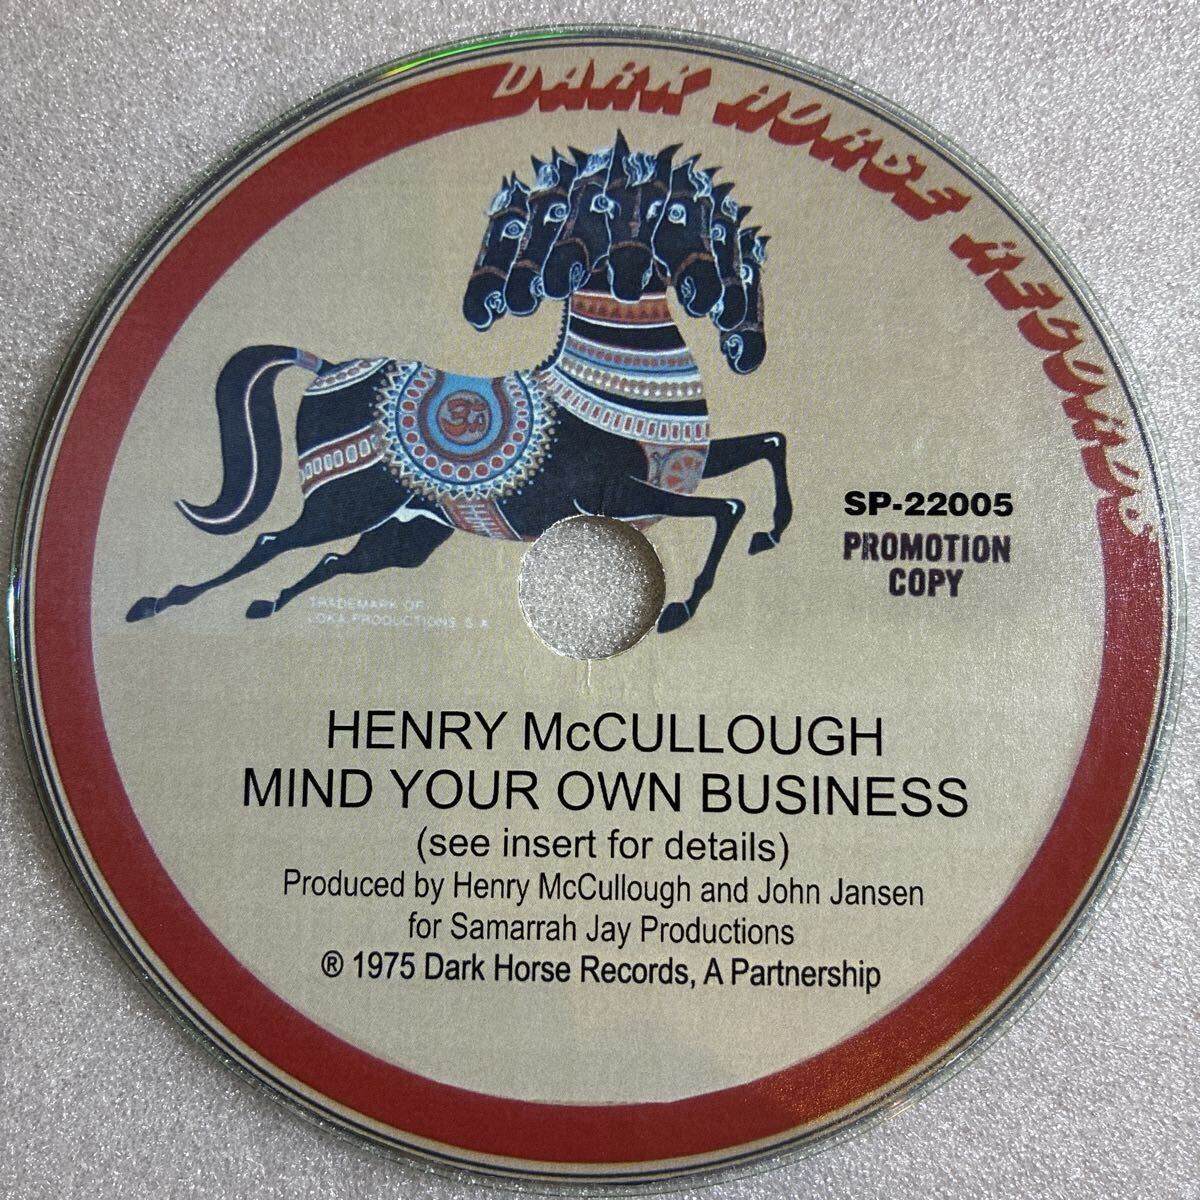 DARK HORSE RECORDS
ॐ
SP-22005
PROMOTION
COPY
TRADEMARK OF
LOKA PRODUCTIONS S.A.
HENRY McCULLOUGH
MIND YOUR OWN BUSINESS
(see insert for details)
Produced by Henry McCullough and John Jansen
for Samarrah Jay Productions
® 1975 Dark Horse Records, A Partnership